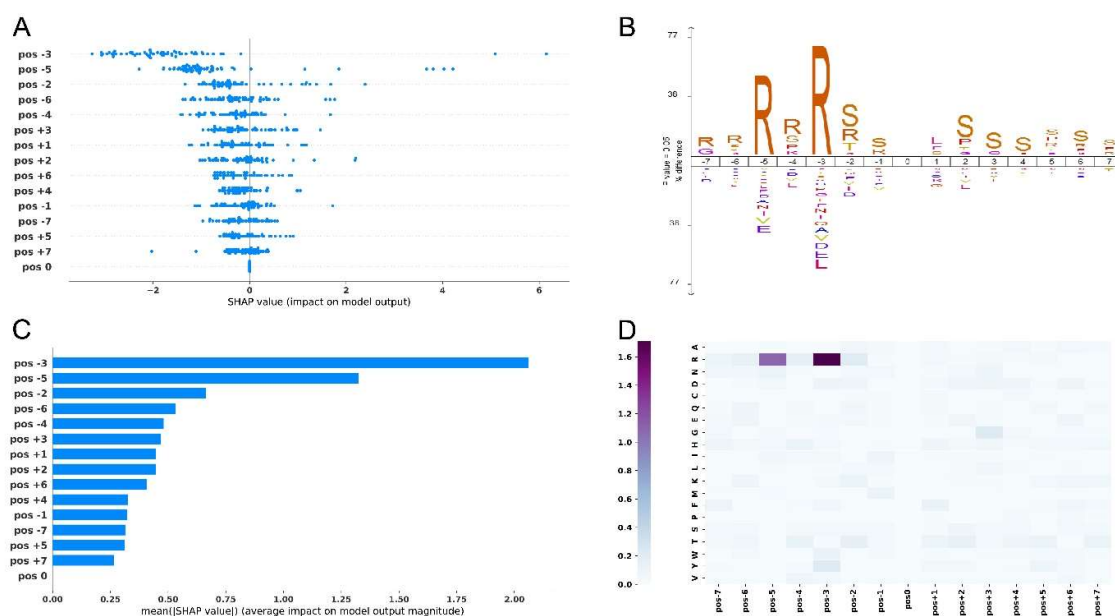 A
pos -3
pos -5
pos -2
pos -6
pos -4
pos +3
pos +1
pos +2
pos +6
pos +4
pos -1
pos -7
pos +5
pos +7
pos 0
−2 0 2 4 6
SHAP value (impact on model output)
B
77
38
P value = 0.05
% difference
38
77
R R R R R S S L S S S S
G R T
-7 -6 -5 -4 -3 -2 -1 0 1 2 3 4 5 6 7
V L A D L
E V
D
E
L
C
pos -3
pos -5
pos -2
pos -6
pos -4
pos +3
pos +1
pos +2
pos +6
pos +4
pos -1
pos -7
pos +5
pos +7
pos 0
0.00 0.25 0.50 0.75 1.00 1.25 1.50 1.75 2.00
mean(|SHAP value|) (average impact on model output magnitude)
D
1.6
1.4
1.2
1.0
0.8
0.6
0.4
0.2
0.0
A
R
N
D
C
Q
E
G
H
I
L
K
M
F
P
S
T
W
Y
V
pos-7 pos-6 pos-5 pos-4 pos-3 pos-2 pos-1 pos0 pos+1 pos+2 pos+3 pos+4 pos+5 pos+6 pos+7